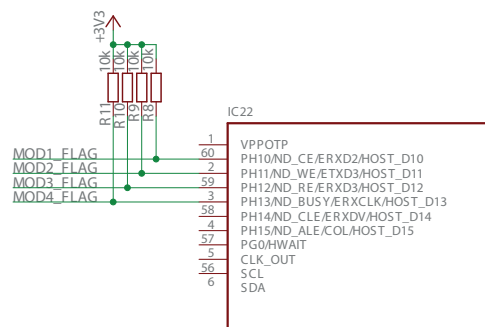 +3V3
10k 10k 10k 10k
R11 R10 R9 R8
IC22
1 VPPOTP
MOD1_FLAG 60 PH10/ND_CE/ERXD2/HOST_D10
MOD2_FLAG 2 PH11/ND_WE/ETXD3/HOST_D11
MOD3_FLAG 59 PH12/ND_RE/ERXD3/HOST_D12
MOD4_FLAG 3 PH13/ND_BUSY/ERXCLK/HOST_D13
58 PH14/ND_CLE/ERXDV/HOST_D14
4 PH15/ND_ALE/COL/HOST_D15
57 PG0/HWAIT
5 CLK_OUT
56 SCL
6 SDA